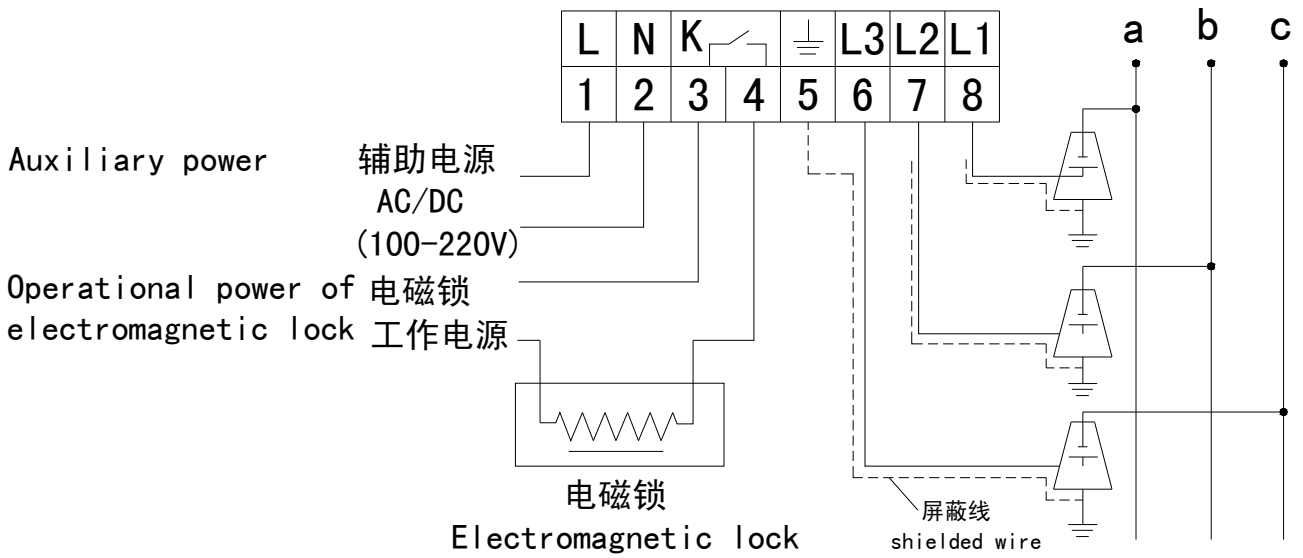 L N K L3 L2 L1
1 2 3 4 5 6 7 8
a b c
Auxiliary power
辅助电源
AC/DC
(100-220V)
Operational power of
electromagnetic lock
电磁锁
工作电源
电磁锁
Electromagnetic lock
屏蔽线
shielded wire